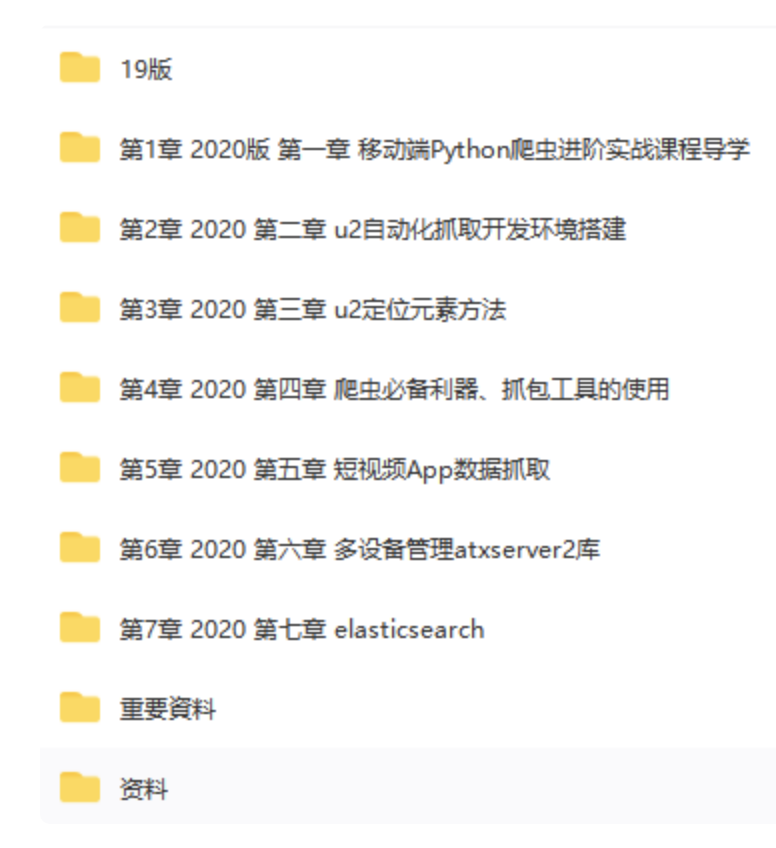 19版
第1章 2020版 第一章 移动端Python爬虫进阶实战课程导学
第2章 2020 第二章 u2自动化抓取开发环境搭建
第3章 2020 第三章 u2定位元素方法
第4章 2020 第四章 爬虫必备利器、抓包工具的使用
第5章 2020 第五章 短视频App数据抓取
第6章 2020 第六章 多设备管理atxserver2库
第7章 2020 第七章 elasticsearch
重要資料
资料